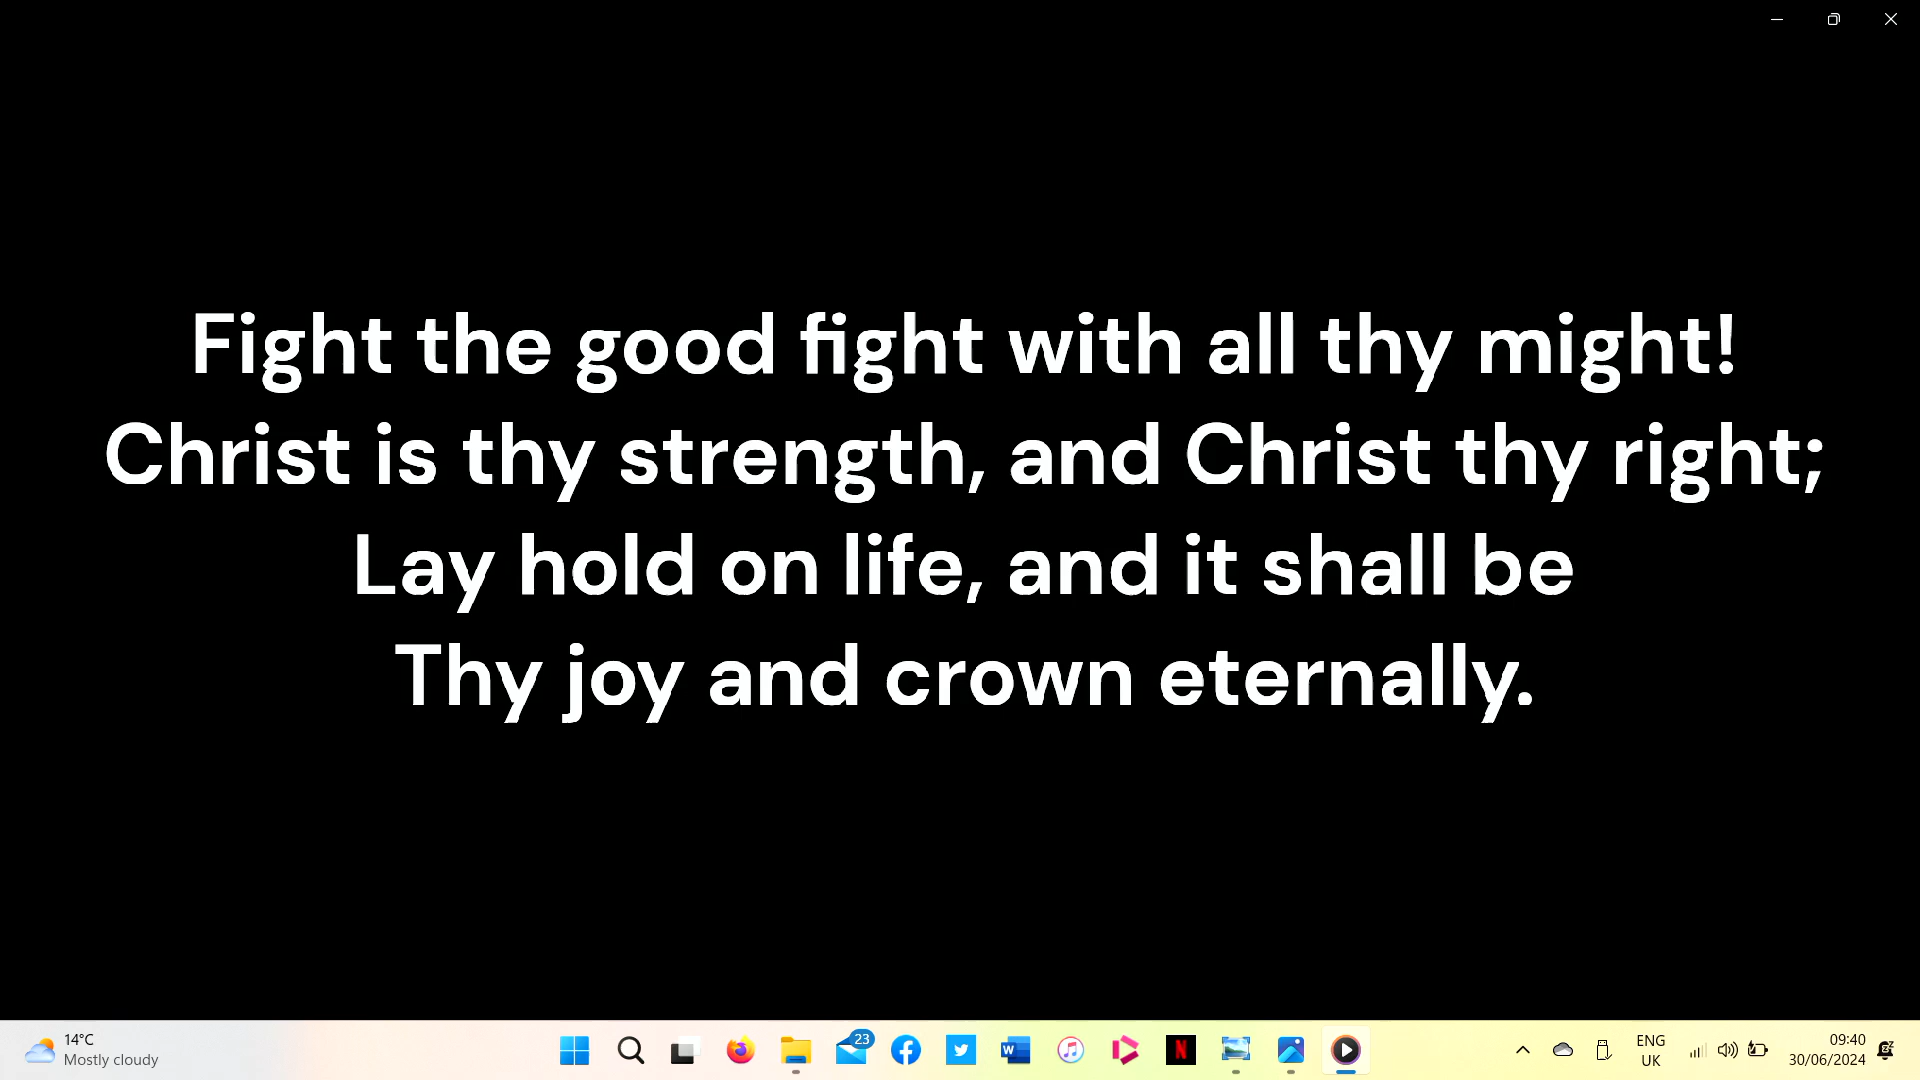 Fight the good fight with all thy might!
Christ is thy strength, and Christ thy right;
Lay hold on life, and it shall be
Thy joy and crown eternally.
14°C
Mostly cloudy
23
W
N
ENG
UK
09:40
30/06/2024